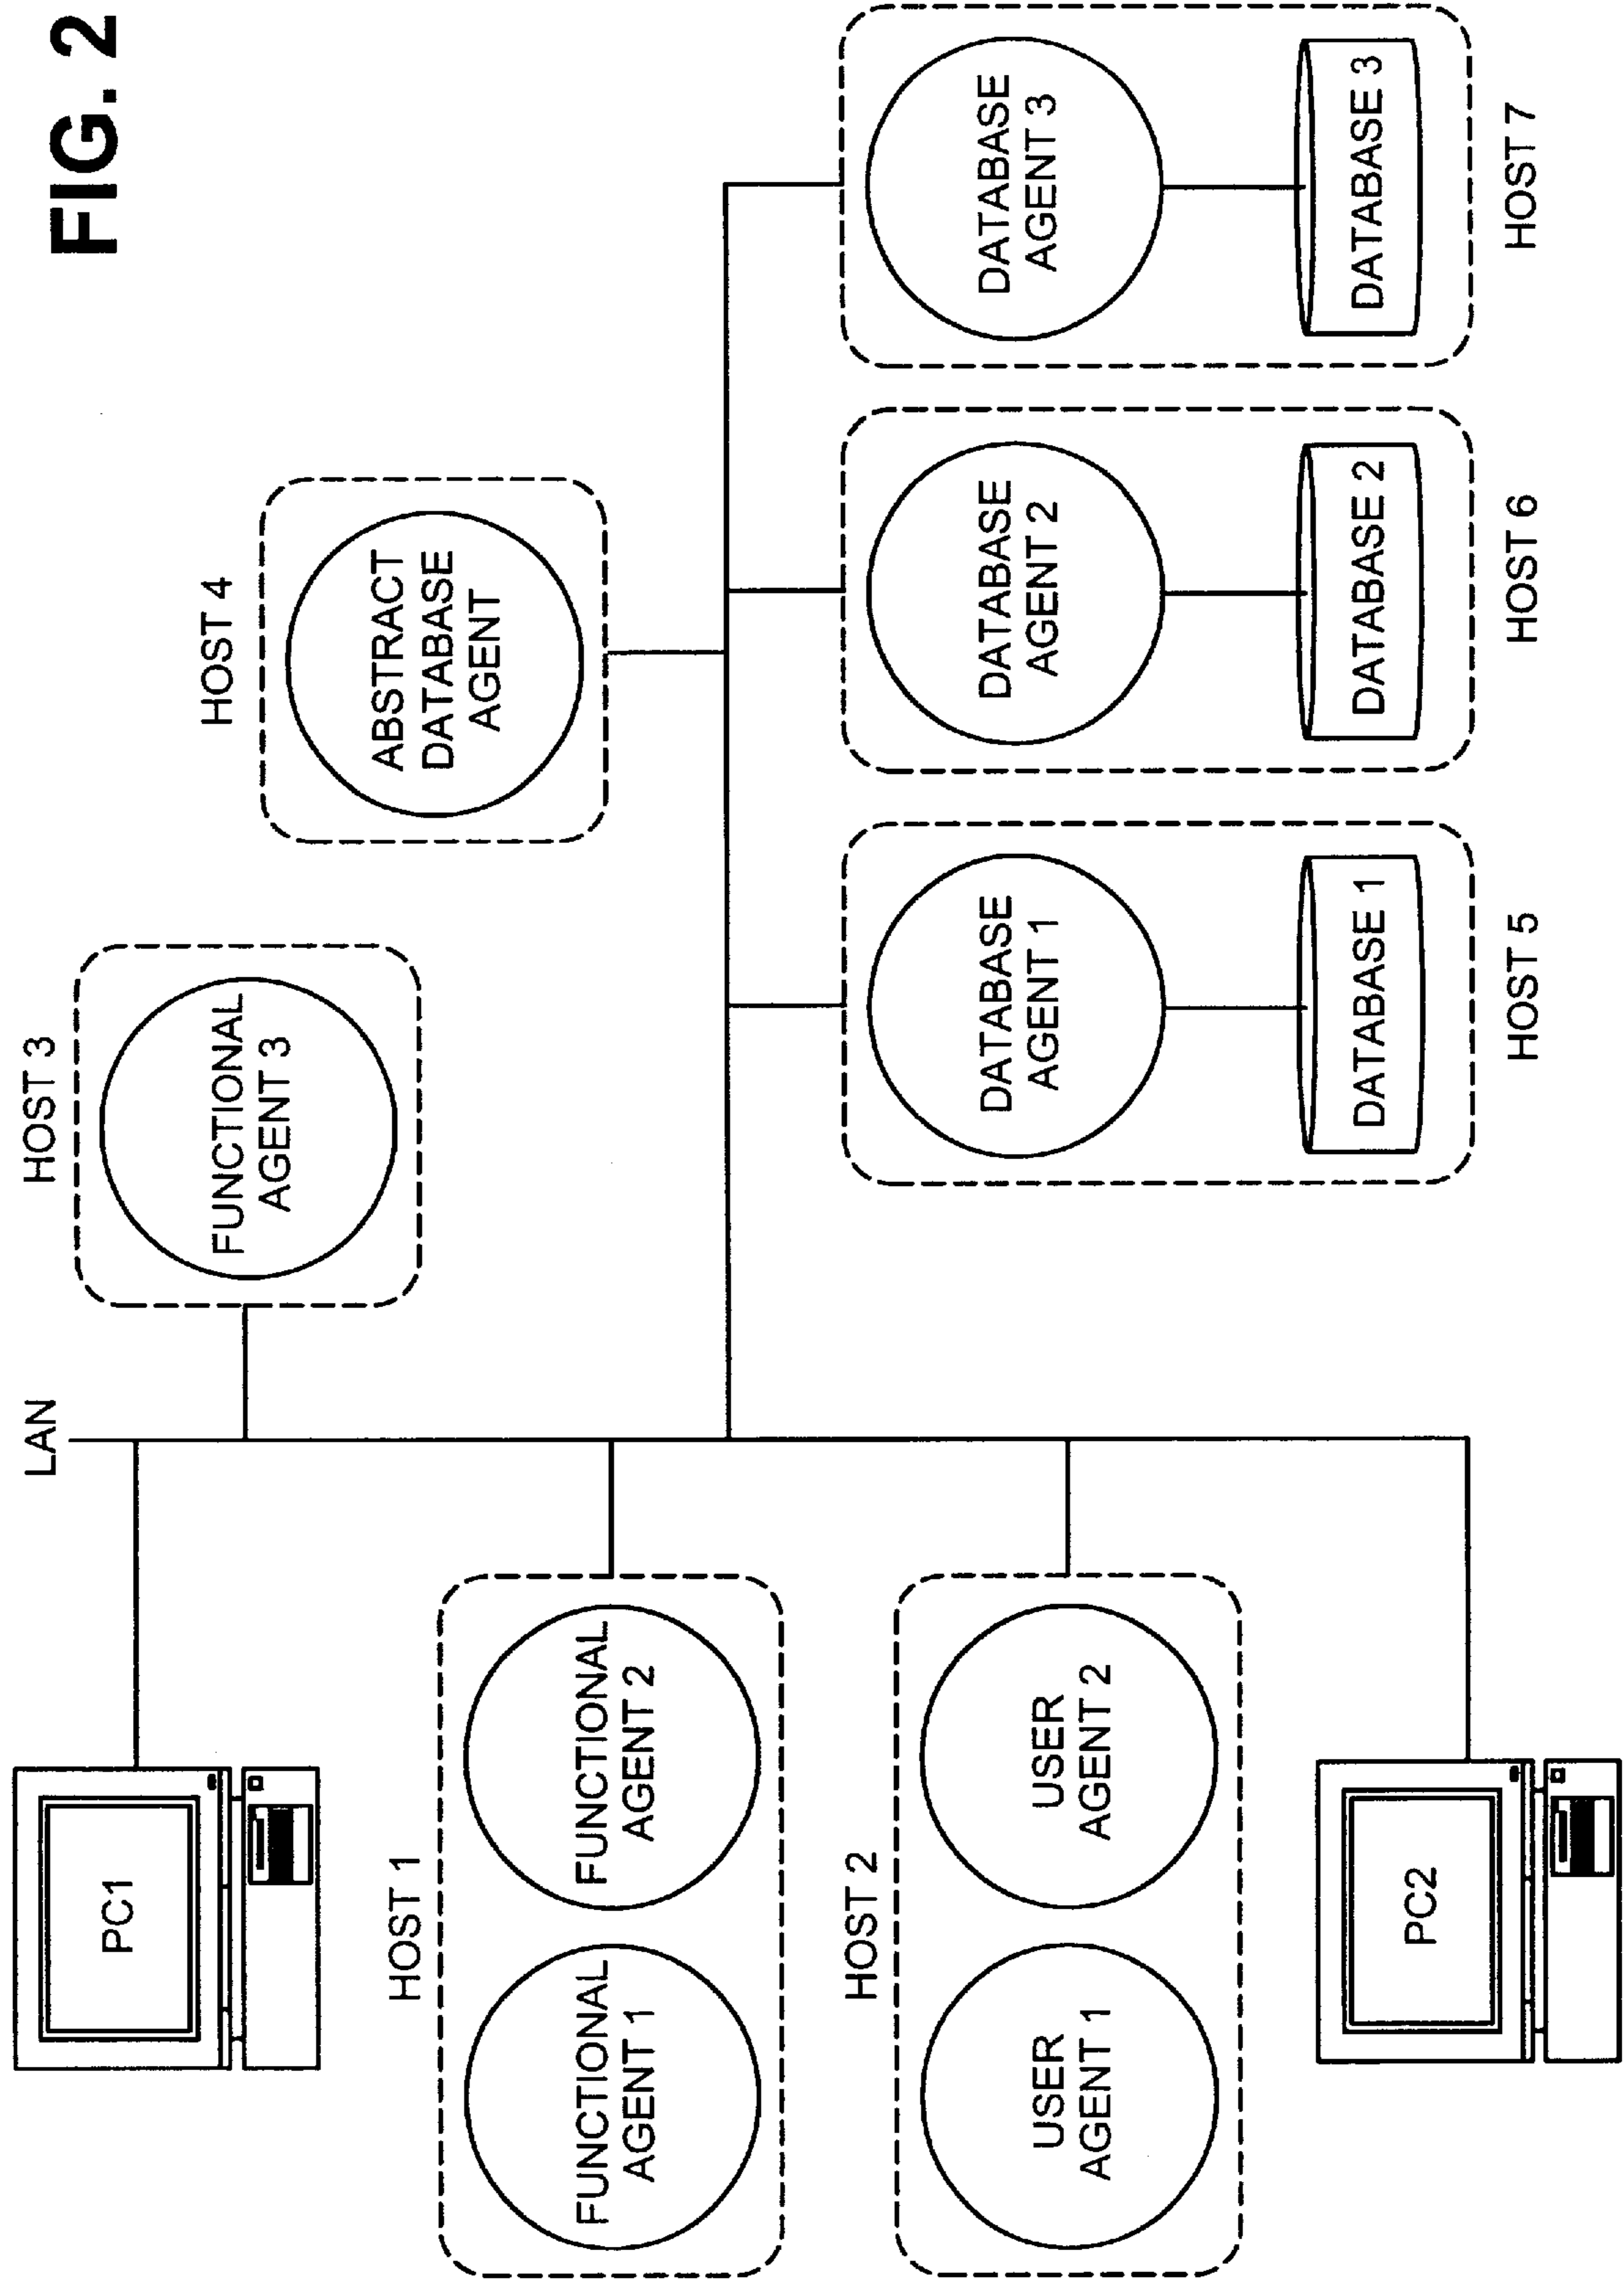 FIG. 2
LAN
PC1
HOST 3
FUNCTIONAL
AGENT 3
HOST 4
ABSTRACT
DATABASE
AGENT
HOST 1
FUNCTIONAL
AGENT 1
FUNCTIONAL
AGENT 2
HOST 2
USER
AGENT 1
USER
AGENT 2
DATABASE
AGENT 1
DATABASE 1
HOST 5
DATABASE
AGENT 2
DATABASE 2
HOST 6
DATABASE
AGENT 3
DATABASE 3
HOST 7
PC2